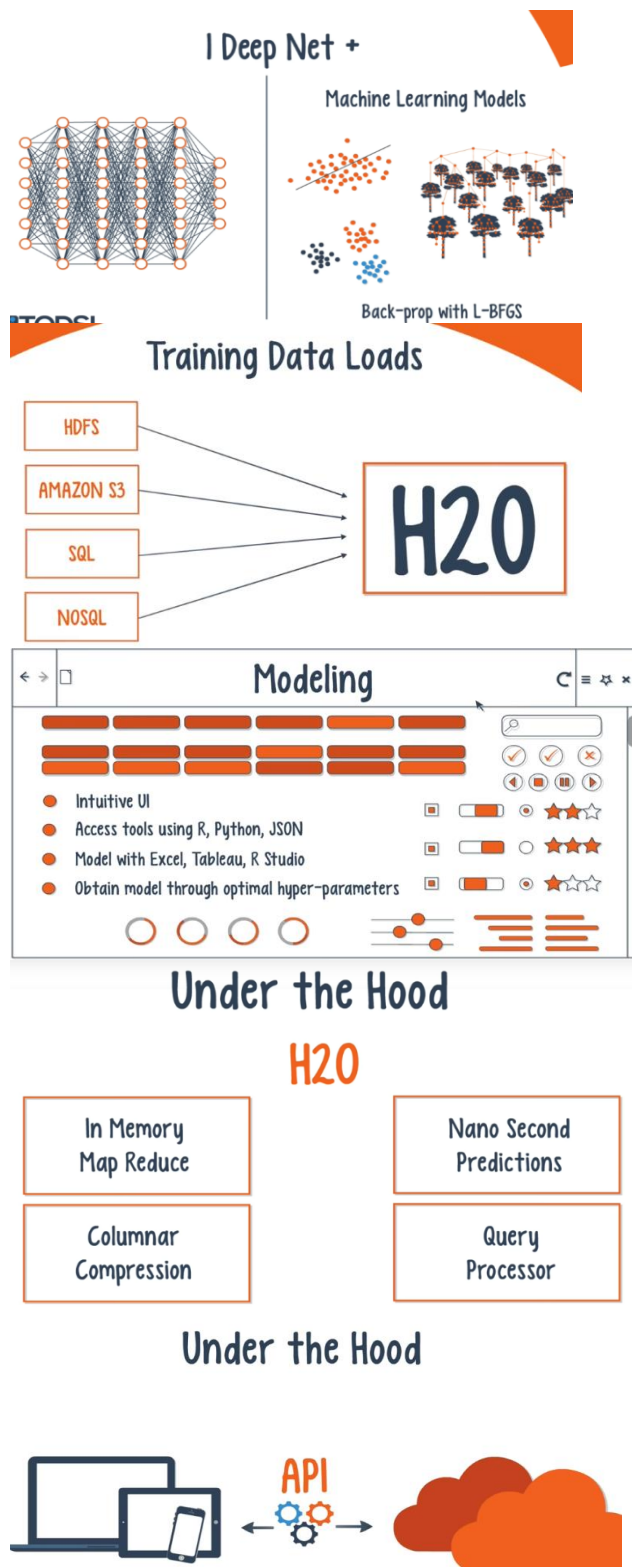 1 Deep Net +
Machine Learning Models
Back-prop with L-BFGS
Training Data Loads
HDFS
AMAZON S3
SQL
NOSQL
H2O
Modeling
Intuitive UI
Access tools using R, Python, JSON
Model with Excel, Tableau, R Studio
Obtain model through optimal hyper-parameters
Under the Hood
H2O
In Memory
Map Reduce
Nano Second
Predictions
Columnar
Compression
Query
Processor
Under the Hood
API